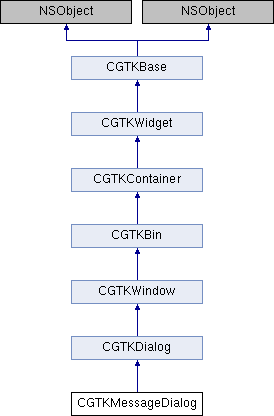 NSObject
NSObject
CGTKBase
CGTKWidget
CGTKContainer
CGTKBin
CGTKWindow
CGTKDialog
CGTKMessageDialog